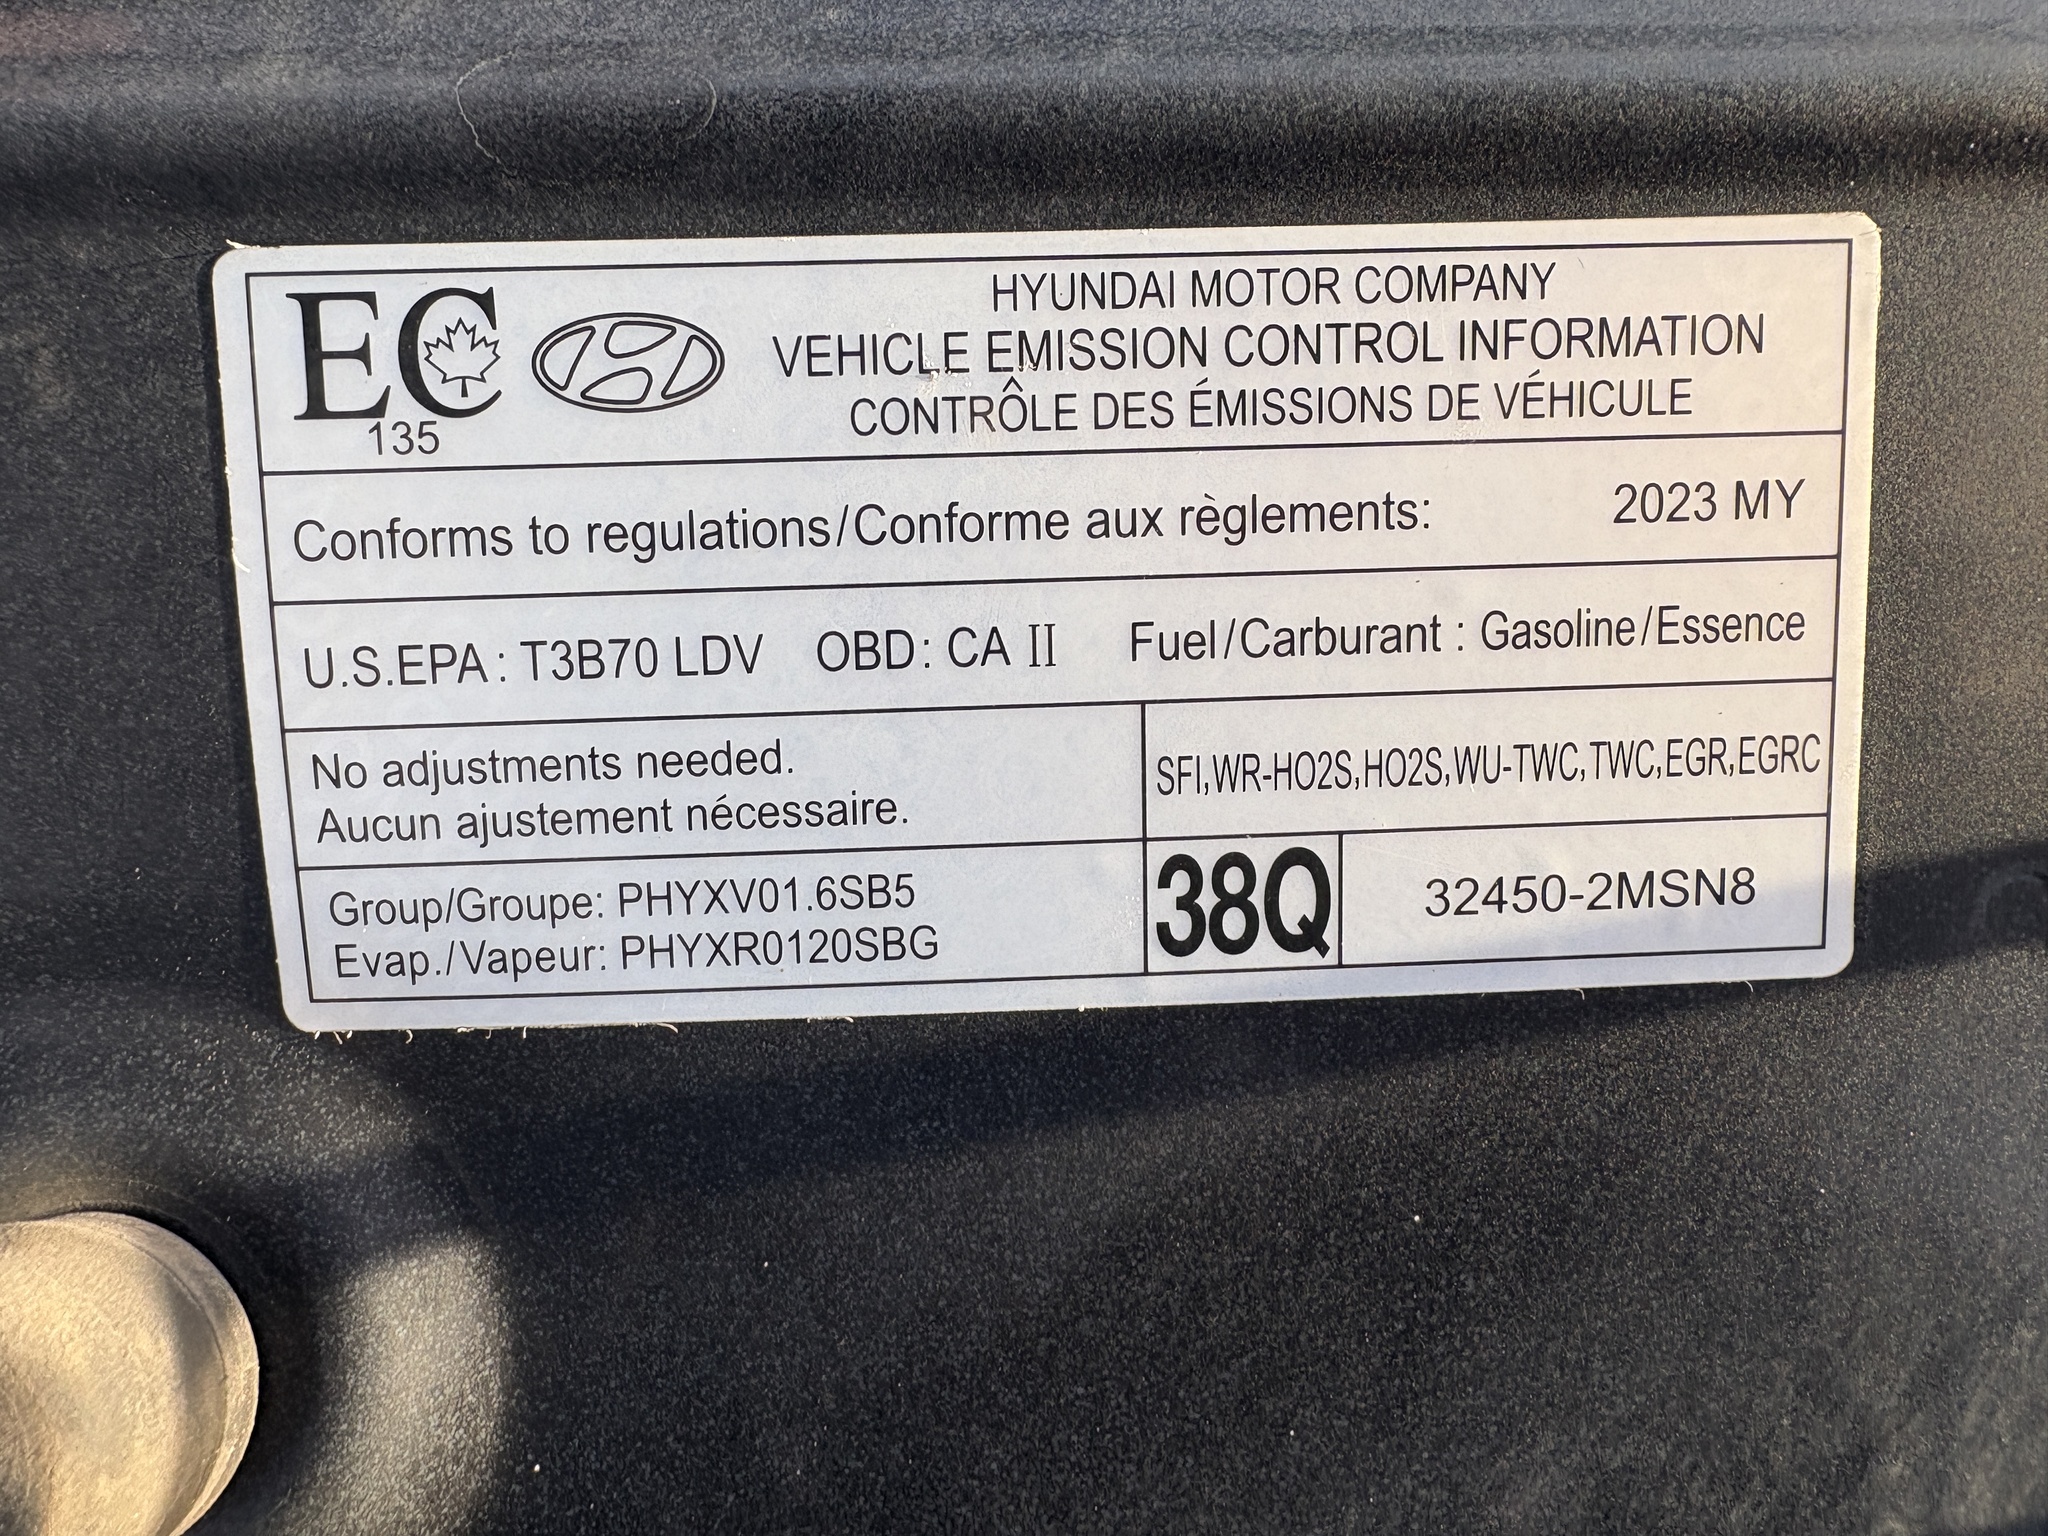 EC
135
HYUNDAI MOTOR COMPANY
VEHICLE EMISSION CONTROL INFORMATION
CONTRÔLE DES ÉMISSIONS DE VÉHICULE
Conforms to regulations/Conforme aux règlements: 2023 MY
U.S.EPA : T3B70 LDV OBD: CA II Fuel/Carburant : Gasoline/Essence
No adjustments needed.
Aucun ajustement nécessaire.
SFI,WR-HO2S,HO2S,WU-TWC,TWC,EGR,EGRC
Group/Groupe: PHYXV01.6SB5
Evap./Vapeur: PHYXR0120SBG
38Q
32450-2MSN8